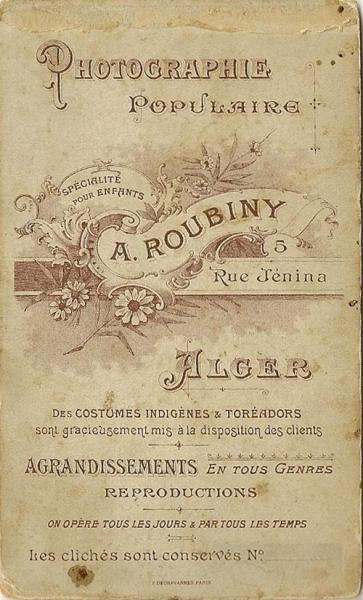 PHOTOGRAPHIE
POPULAIRE
SPÉCIALITÉ
POUR ENFANTS
A. ROUBINY
5
Rue Jénina
ALGER
DES COSTUMES INDIGÈNES & TORÉADORS
sont gracieusement mis à la disposition des clients
AGRANDISSEMENTS EN TOUS GENRES
REPRODUCTIONS
ON OPÈRE TOUS LES JOURS & PAR TOUS LES TEMPS
Les clichés sont conservés Nº
PARIS